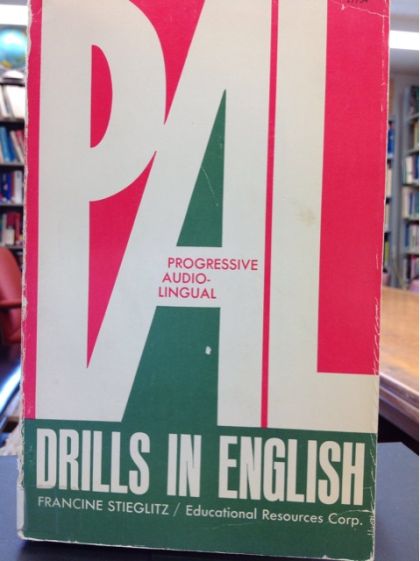 PAL
PROGRESSIVE
AUDIO-
LINGUAL
DRILLS IN ENGLISH
FRANCINE STIEGLITZ / Educational Resources Corp.